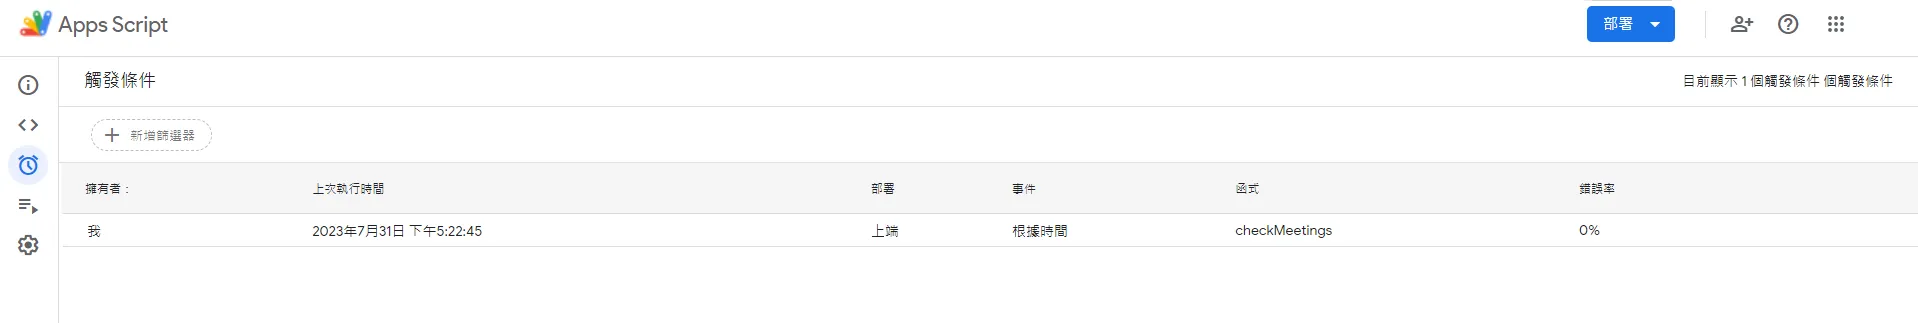 Apps Script
部署
觸發條件
目前顯示 1 個觸發條件 個觸發條件
新增篩選器
擁有者： 上次執行時間 部署 事件 函式 錯誤率
我 2023年7月31日 下午5:22:45 上端 根據時間 checkMeetings 0%